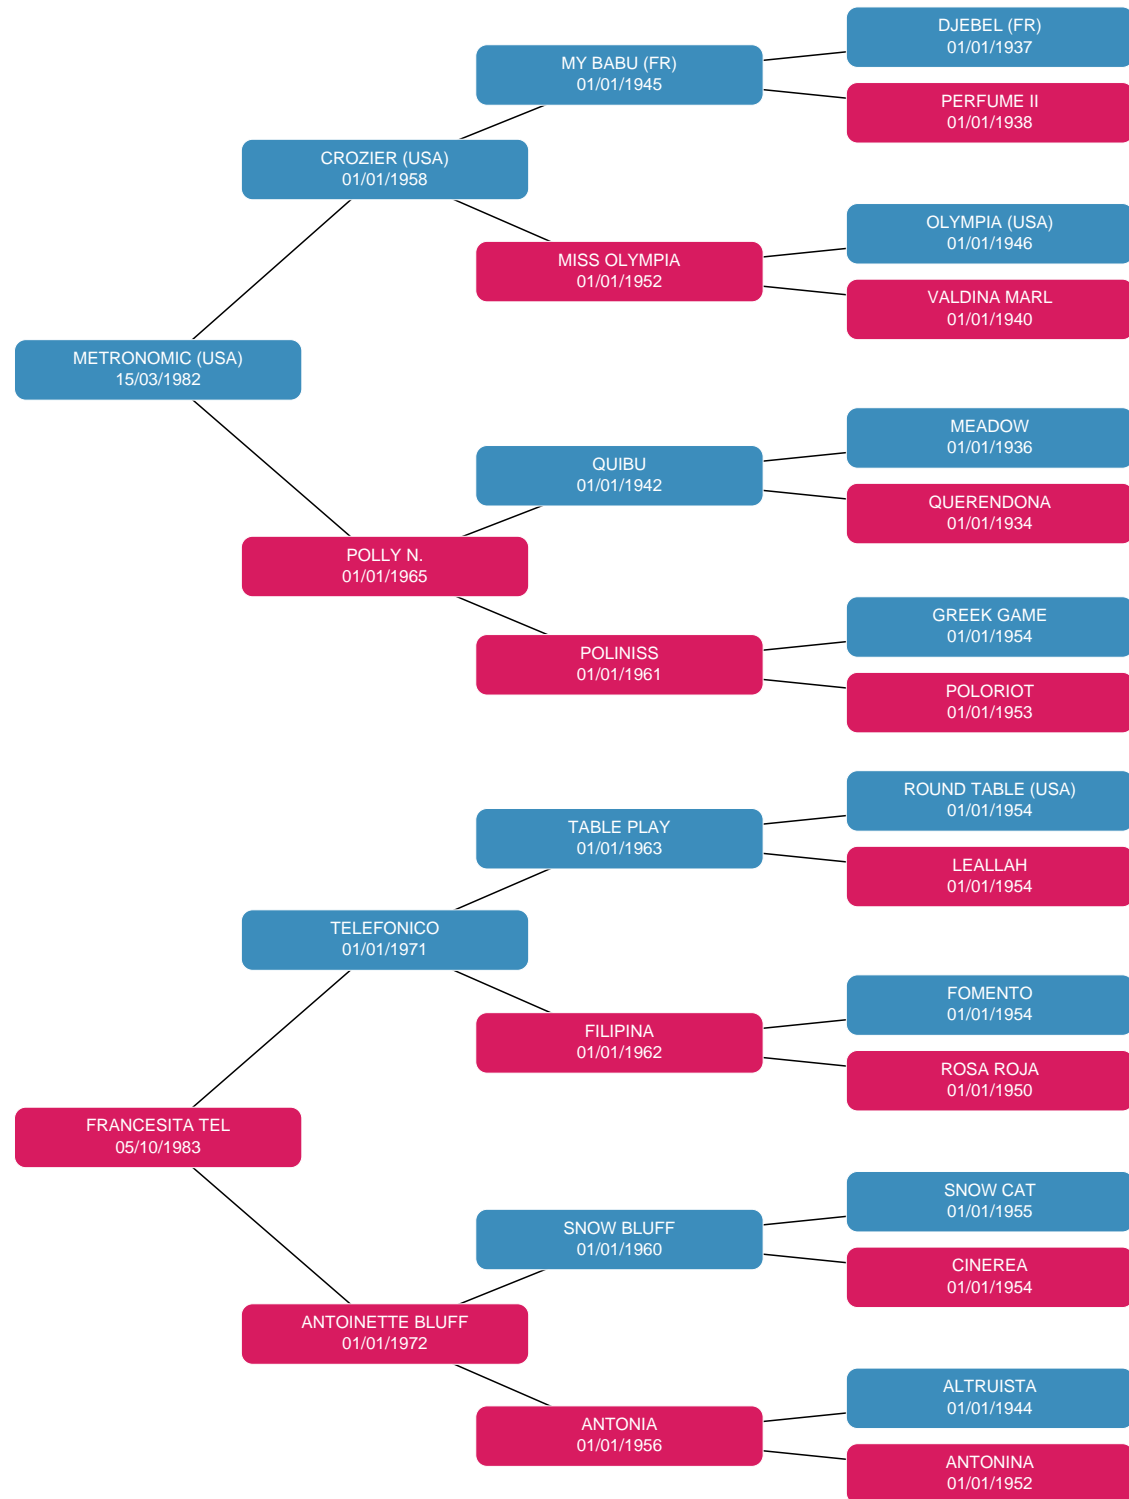 DJEBEL (FR)
01/01/1937
MY BABU (FR)
01/01/1945
PERFUME II
01/01/1938
CROZIER (USA)
01/01/1958
OLYMPIA (USA)
01/01/1946
MISS OLYMPIA
01/01/1952
VALDINA MARL
01/01/1940
METRONOMIC (USA)
15/03/1982
MEADOW
01/01/1936
QUIBU
01/01/1942
QUERENDONA
01/01/1934
POLLY N.
01/01/1965
GREEK GAME
01/01/1954
POLINISS
01/01/1961
POLORIOT
01/01/1953
ROUND TABLE (USA)
01/01/1954
TABLE PLAY
01/01/1963
LEALLAH
01/01/1954
TELEFONICO
01/01/1971
FOMENTO
01/01/1954
FILIPINA
01/01/1962
ROSA ROJA
01/01/1950
FRANCESITA TEL
05/10/1983
SNOW CAT
01/01/1955
SNOW BLUFF
01/01/1960
CINEREA
01/01/1954
ANTOINETTE BLUFF
01/01/1972
ALTRUISTA
01/01/1944
ANTONIA
01/01/1956
ANTONINA
01/01/1952